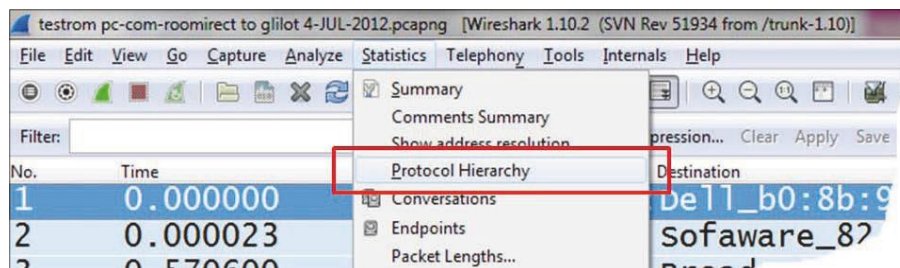 testrom pc-com-roomirect to glilot 4-JUL-2012.pcapng [Wireshark 1.10.2 (SVN Rev 51934 from /trunk-1.10)]
File Edit View Go Capture Analyze Statistics Telephony Tools Internals Help
Summary
Comments Summary
Filter: pression... Clear Apply Save
Show address resolution
No. Time Protocol Hierarchy Destination
1 0.000000 Conversations Dell_b0:8b:9
2 0.000023 Endpoints Sofaware_82
Packet Lengths...